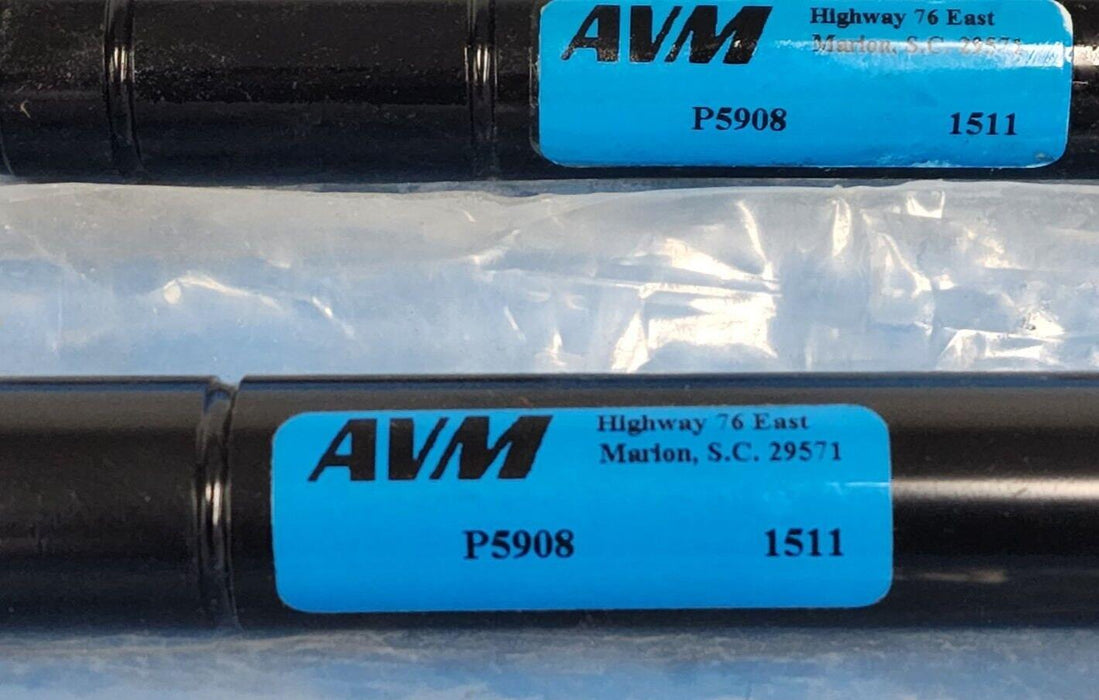 AVM
Highway 76 East
Marion, S.C. 29571
P5908 1511
AVM
Highway 76 East
Marion, S.C. 29571
P5908 1511